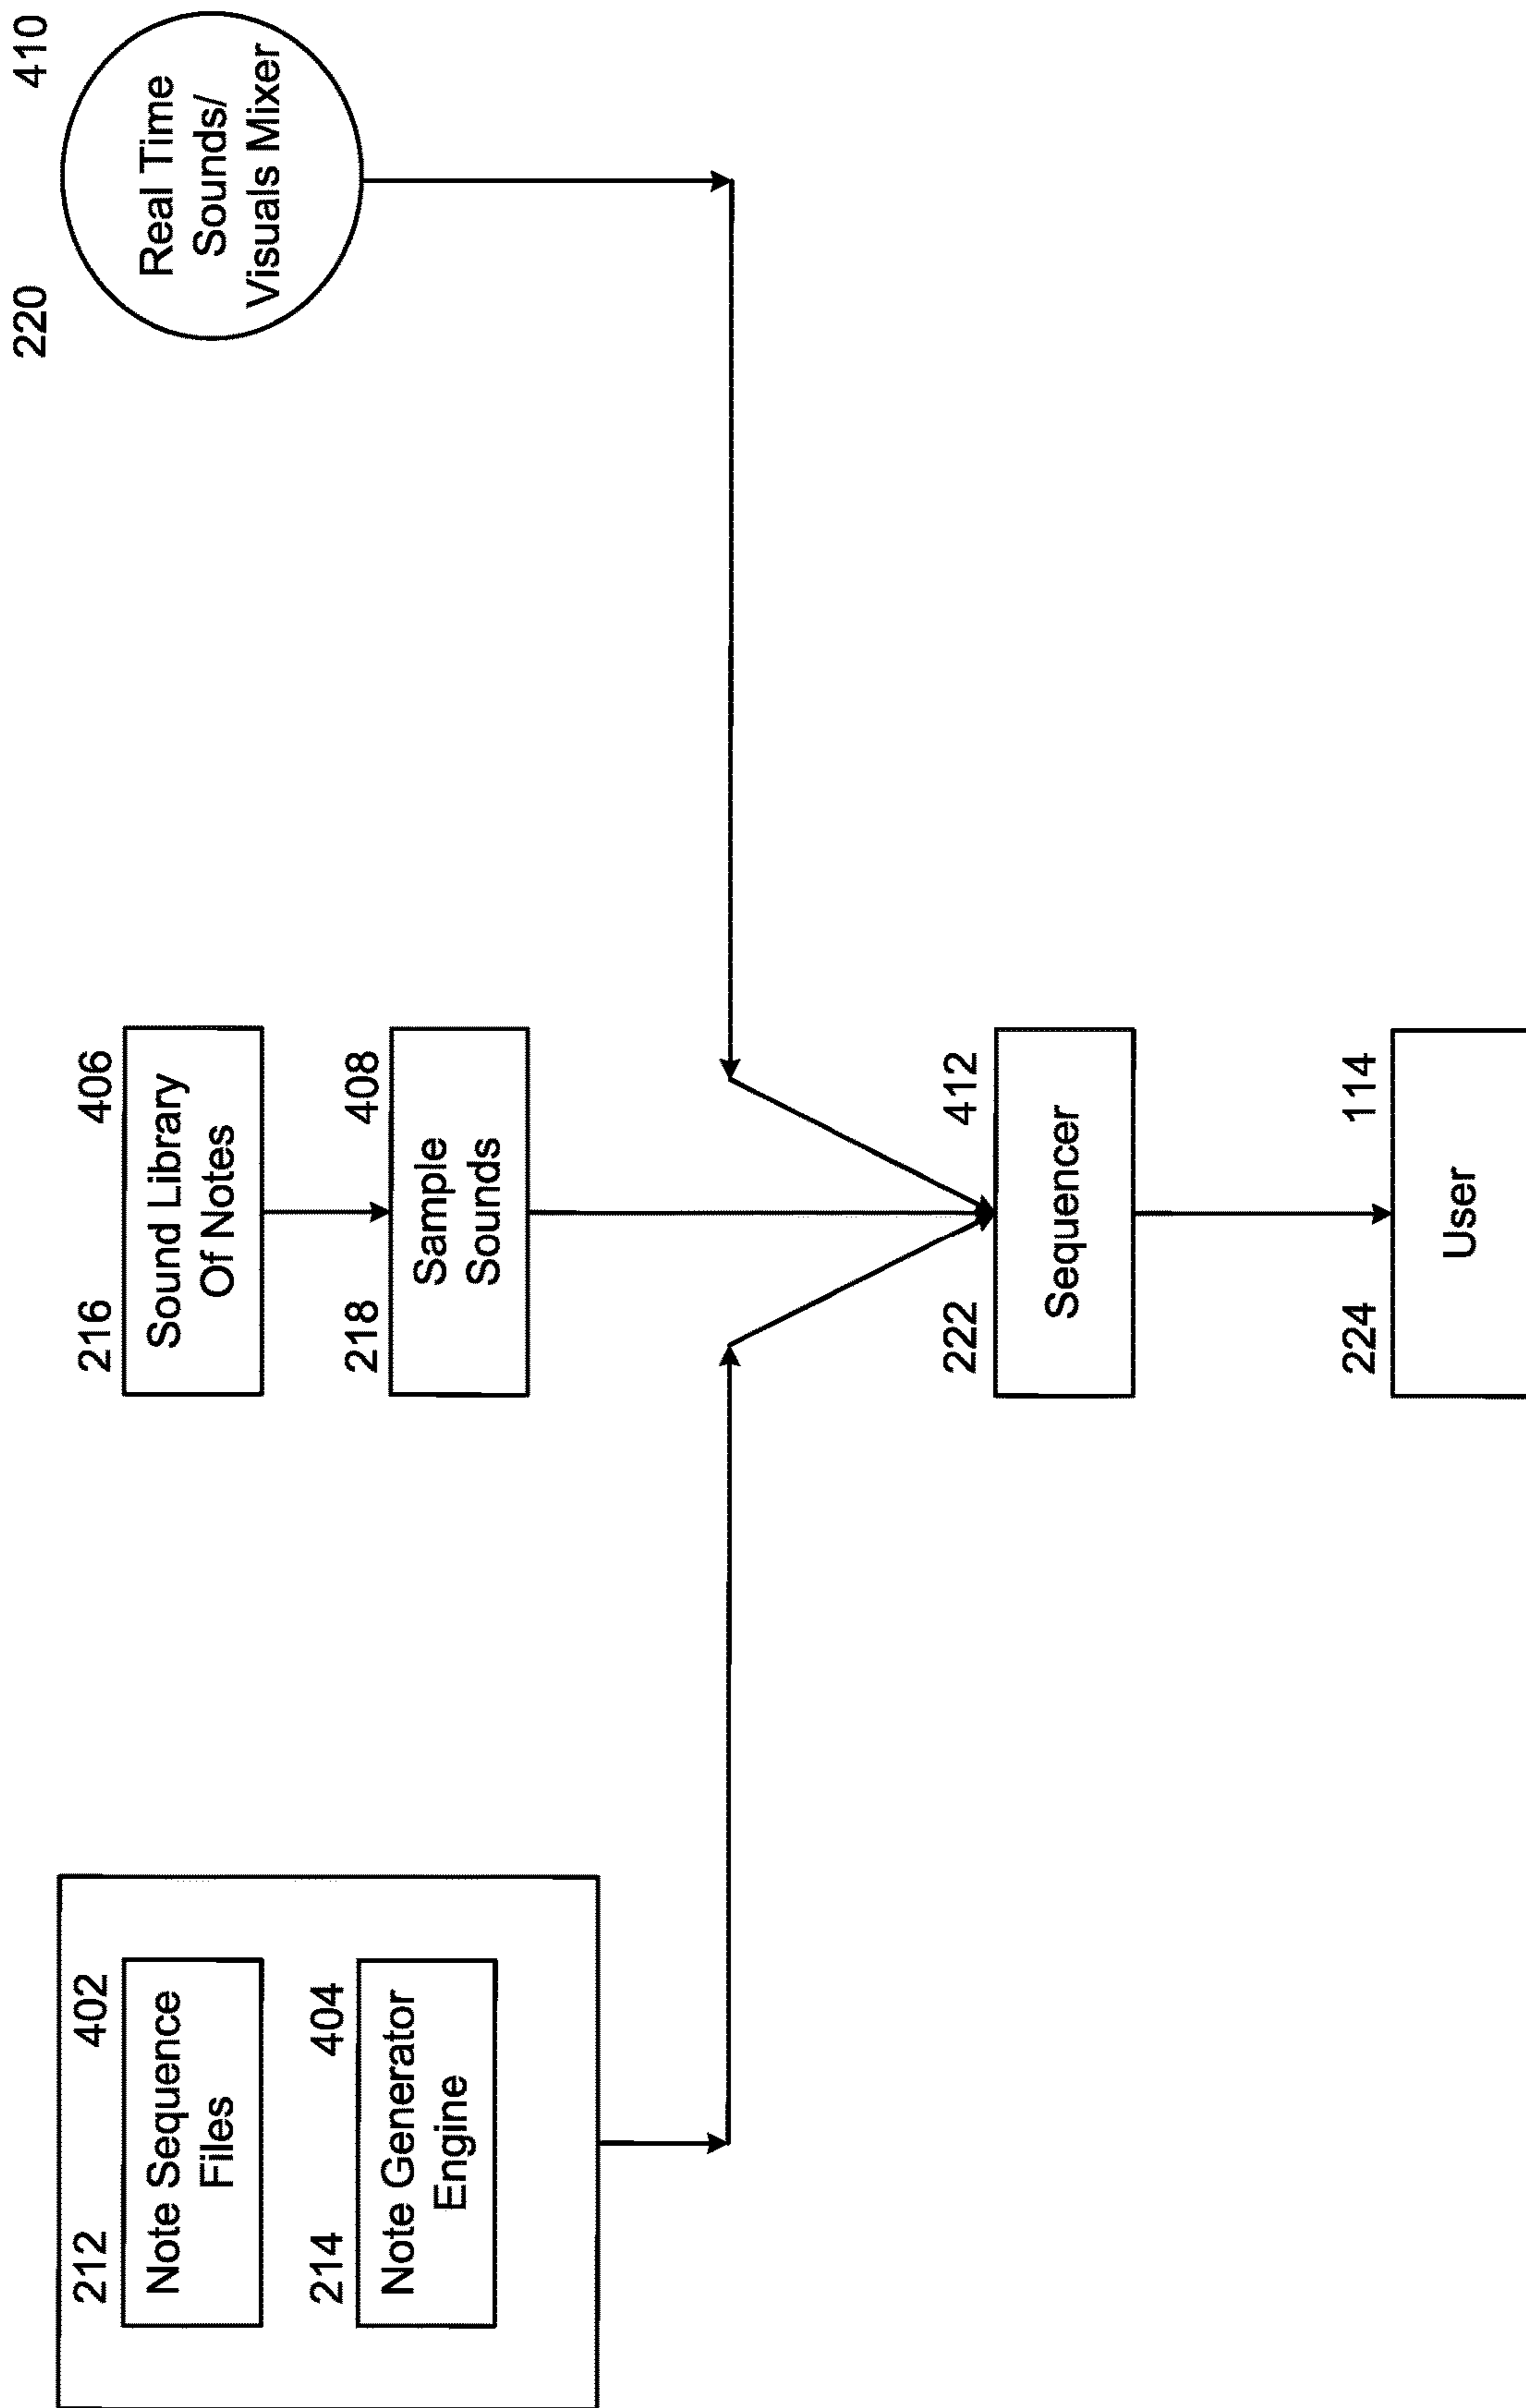 212 402
Note Sequence
Files
214 404
Note Generator
Engine
216 406
Sound Library
Of Notes
218 408
Sample
Sounds
220 410
Real Time
Sounds/
Visuals Mixer
222 412
Sequencer
224 114
User